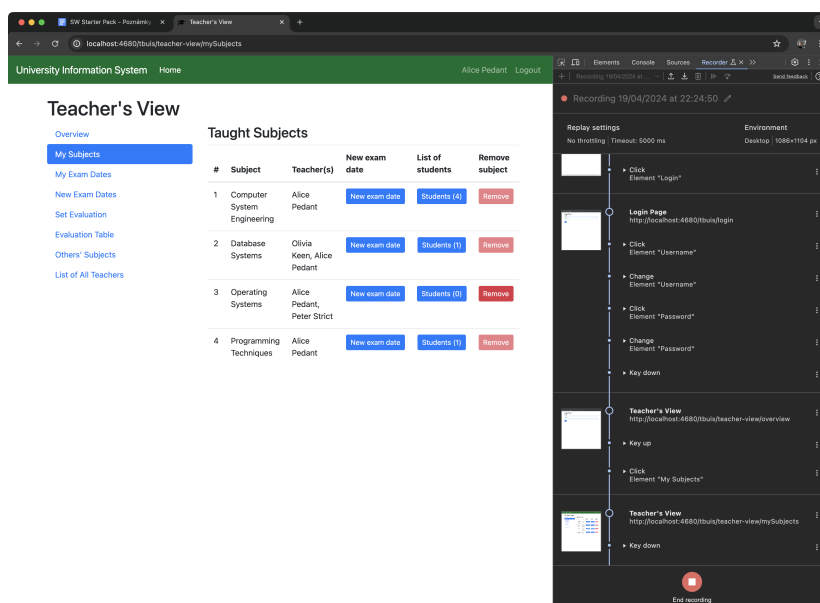 SW Starter Pack - Poznámky
Teacher's View
localhost:4680/tbuis/teacher-view/mySubjects
University Information System Home Alice Pedant Logout
Teacher's View
Overview
My Subjects
My Exam Dates
New Exam Dates
Set Evaluation
Evaluation Table
Others' Subjects
List of All Teachers
Taught Subjects
# Subject Teacher(s) New exam date List of students Remove subject
1 Computer System Engineering Alice Pedant New exam date Students (4) Remove
2 Database Systems Olivia Keen, Alice Pedant New exam date Students (1) Remove
3 Operating Systems Alice Pedant, Peter Strict New exam date Students (0) Remove
4 Programming Techniques Alice Pedant New exam date Students (1) Remove
Elements Console Sources Recorder
Recording 19/04/2024 at ... Send feedback
Recording 19/04/2024 at 22:24:50
Replay settings Environment
No throttling Timeout: 5000 ms Desktop 1086×1104 px
Click
Element "Login"
Login Page
http://localhost:4680/tbuis/login
Click
Element "Username"
Change
Element "Username"
Click
Element "Password"
Change
Element "Password"
Key down
Teacher's View
http://localhost:4680/tbuis/teacher-view/overview
Key up
Click
Element "My Subjects"
Teacher's View
http://localhost:4680/tbuis/teacher-view/mySubjects
Key down
End recording